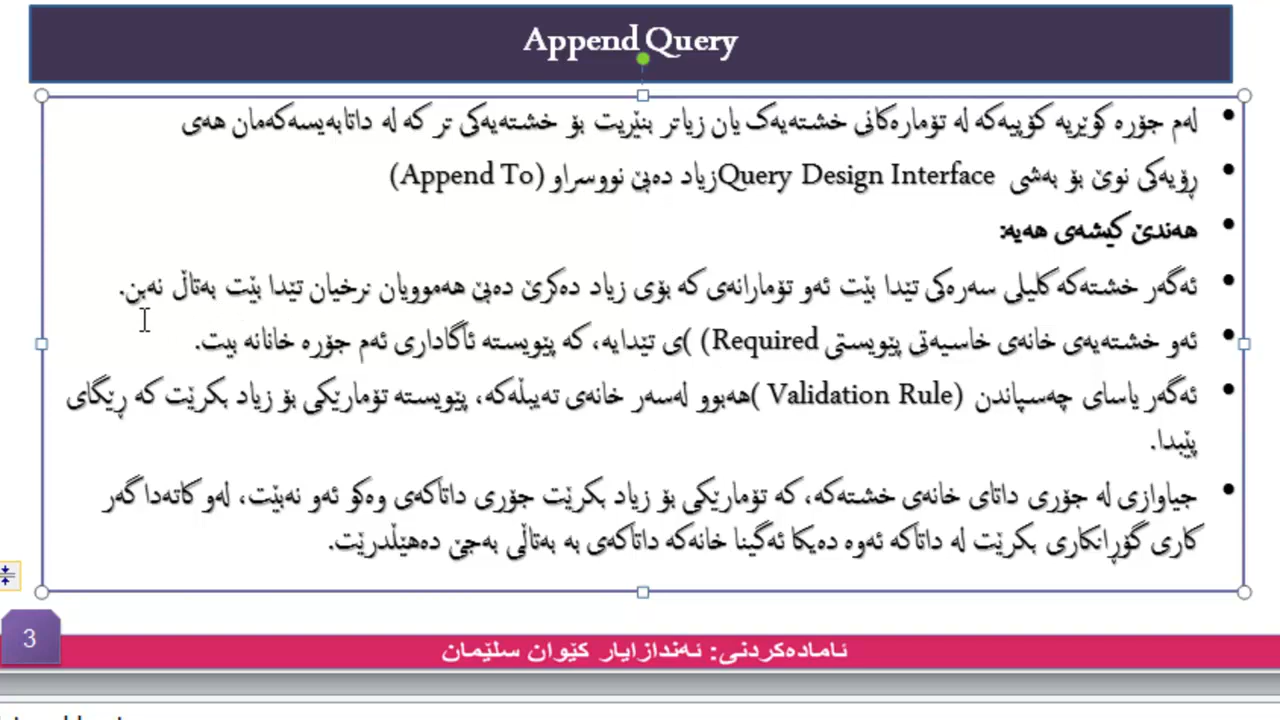 Append Query
• لەم جۆرە کوێریە کۆپیەکە لە تۆمارەکانی خشتەیەک یان زیاتر بنێریت بۆ خشتەیەکی تر کە لە داتابەیسەکەمان هەی
• ڕۆیەکی نوێ بۆ بەشی Query Design Interface زیاد دەبێ نووسراو (Append To)
• هەندێ کێشەی هەیە:
• ئەگەر خشتەکە کلیلی سەرەکی تێدا بێت ئەو تۆمارانەی کە بۆی زیاد دەکرێ دەبێ هەموویان نرخیان تێدا بێت بەتاڵ نەبن.
• ئەو خشتەیەی خانەی خاسیەتی پێویستی Required) )ی تێدایە، کە پێویستە ئاگاداری ئەم جۆرە خانانە بیت.
• ئەگەر یاسای چەسپاندن (Validation Rule )هەبوو لەسەر خانەی تەیبڵەکە، پێویستە تۆمارێکی بۆ زیاد بکرێت کە ڕێگای
پێبدا.
• جیاوازی لە جۆری داتای خانەی خشتەکە، کە تۆمارێکی بۆ زیاد بکرێت جۆری داتاکەی وەکو ئەو نەبێت، لەو کاتەدا گەر
کاری گۆڕانکاری بکرێت لە داتاکە ئەوە دەیکا ئەگینا خانەکە داتاکەی بە بەتاڵی بەجێ دەهێڵدرێت.
3
ئامادەکردنی: ئەندازیار کێوان سلێمان